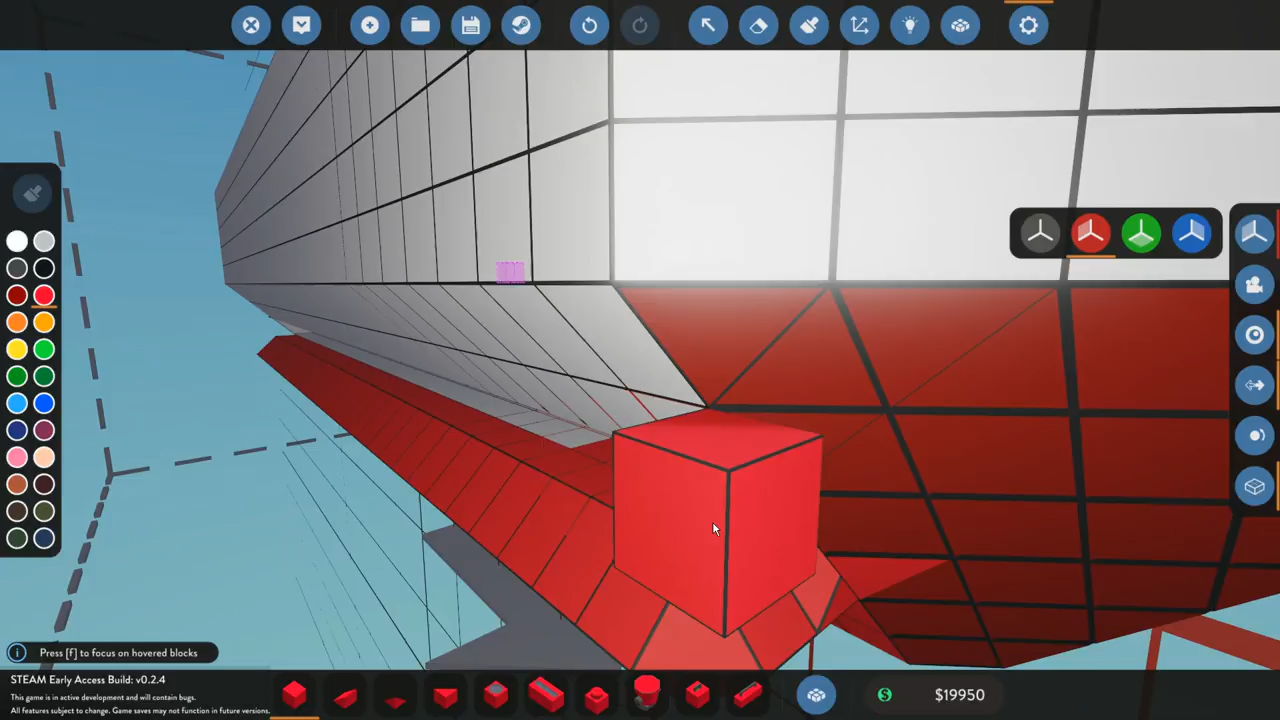 Press [f] to focus on hovered blocks
STEAM Early Access Build: v0.2.4
This game is in active development and will contain bugs.
All features subject to change. Game saves may not function in future versions.
$19950